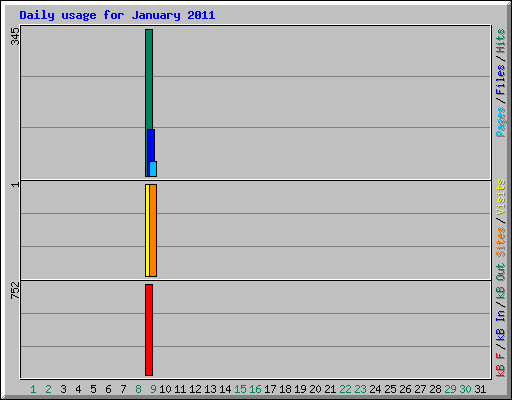 Daily usage for January 2011
345
Pages / Files / Hits
1
Sites / Visits
752
kB F / kB In / kB Out
1 2 3 4 5 6 7 8 9 10 11 12 13 14 15 16 17 18 19 20 21 22 23 24 25 26 27 28 29 30 31